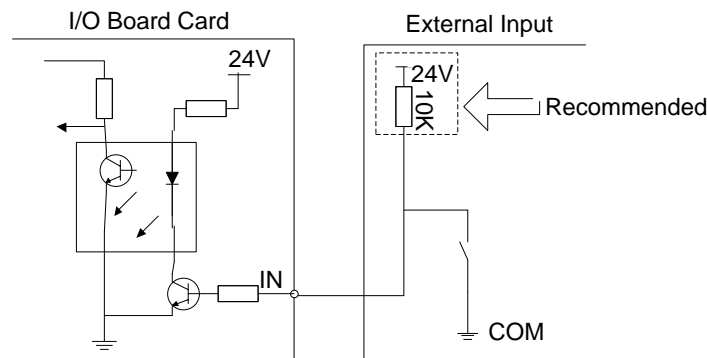 I/O Board Card
External Input
24V
24V
10K
Recommended
IN
COM